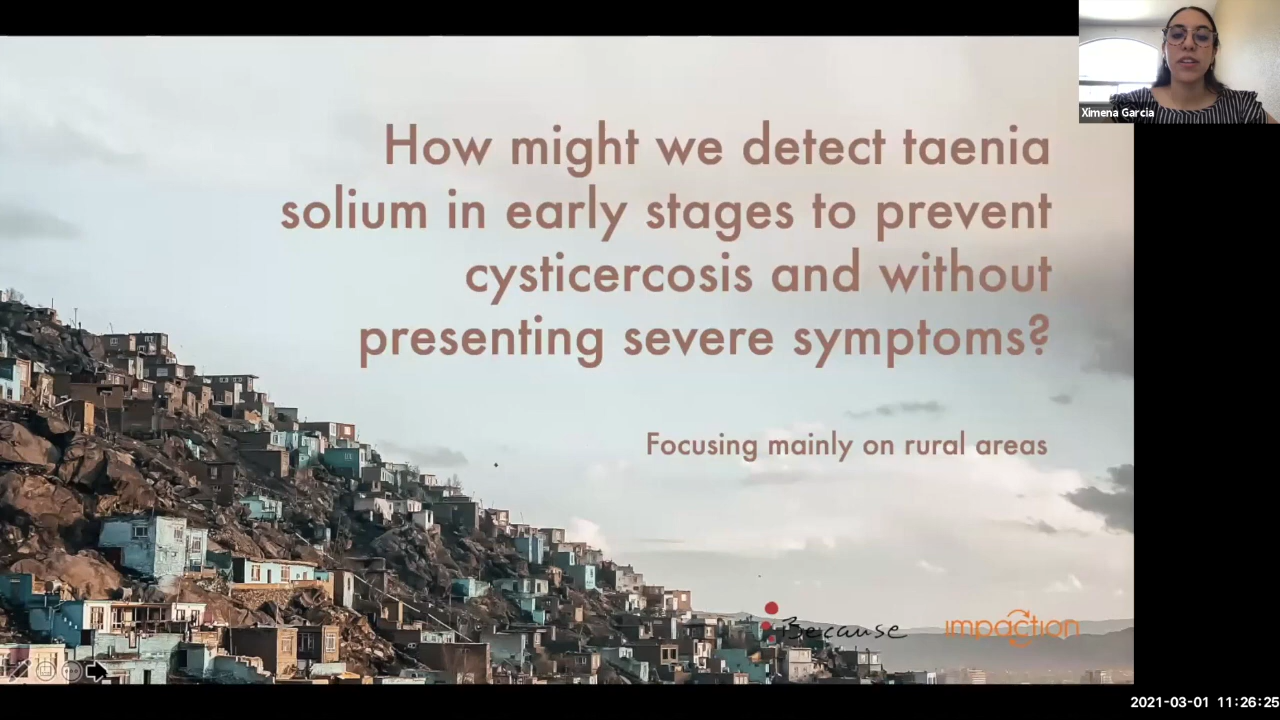 Ximena Garcia
How might we detect taenia
solium in early stages to prevent
cysticercosis and without
presenting severe symptoms?
Focusing mainly on rural areas
iBecause
impaction
2021-03-01 11:26:25